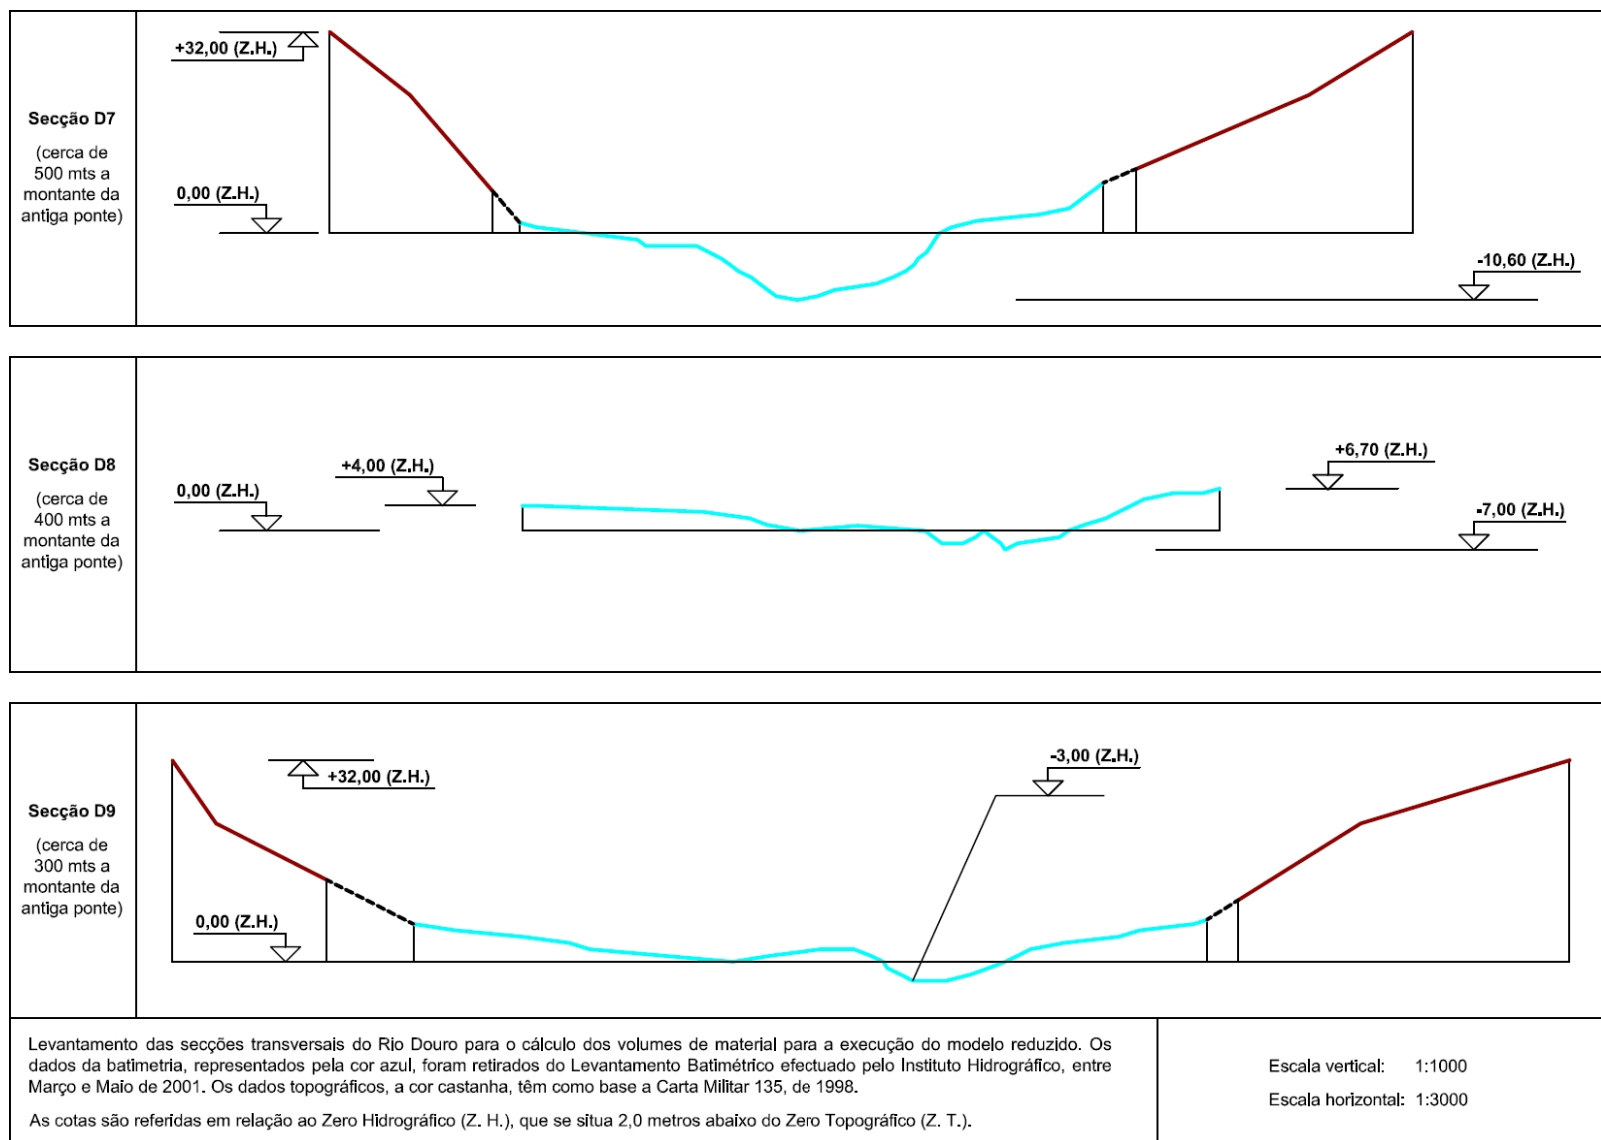 Secção D7
(cerca de
500 mts a
montante da
antiga ponte)
+32,00 (Z.H.)
0,00 (Z.H.)
-10,60 (Z.H.)
Secção D8
(cerca de
400 mts a
montante da
antiga ponte)
0,00 (Z.H.)
+4,00 (Z.H.)
+6,70 (Z.H.)
-7,00 (Z.H.)
Secção D9
(cerca de
300 mts a
montante da
antiga ponte)
+32,00 (Z.H.)
0,00 (Z.H.)
-3,00 (Z.H.)
Levantamento das secções transversais do Rio Douro para o cálculo dos volumes de material para a execução do modelo reduzido. Os
dados da batimetria, representados pela cor azul, foram retirados do Levantamento Batimétrico efectuado pelo Instituto Hidrográfico, entre
Março e Maio de 2001. Os dados topográficos, a cor castanha, têm como base a Carta Militar 135, de 1998.
As cotas são referidas em relação ao Zero Hidrográfico (Z. H.), que se situa 2,0 metros abaixo do Zero Topográfico (Z. T.).
Escala vertical: 1:1000
Escala horizontal: 1:3000